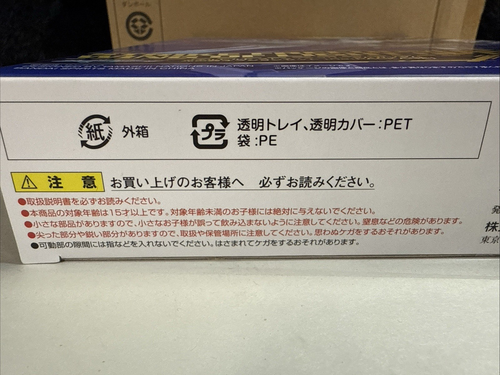 ダンボール
紙 外箱
プラ 透明トレイ、透明カバー:PET
袋:PE
注 意 お買い上げのお客様へ 必ずお読みください。
●取扱説明書を必ずお読みください。
●本商品の対象年齢は15才以上です。対象年齢未満のお子様には絶対に与えないでください。
●小さな部品がありますので、小さなお子様が誤って飲み込まないように注意してください。窒息などの危険があります。
●尖った部分や鋭い部分がありますので、取扱や保管場所に注意してください。思わぬケガをするおそれがあります。
●可動部の隙間には指などを入れないでください。はさまれてケガをするおそれがあります。
発
株
東京